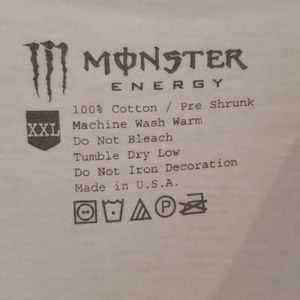 MØNSTER
ENERGY
XXL
100% Cotton / Pre Shrunk
Machine Wash Warm
Do Not Bleach
Tumble Dry Low
Do Not Iron Decoration
Made in U.S.A.
P